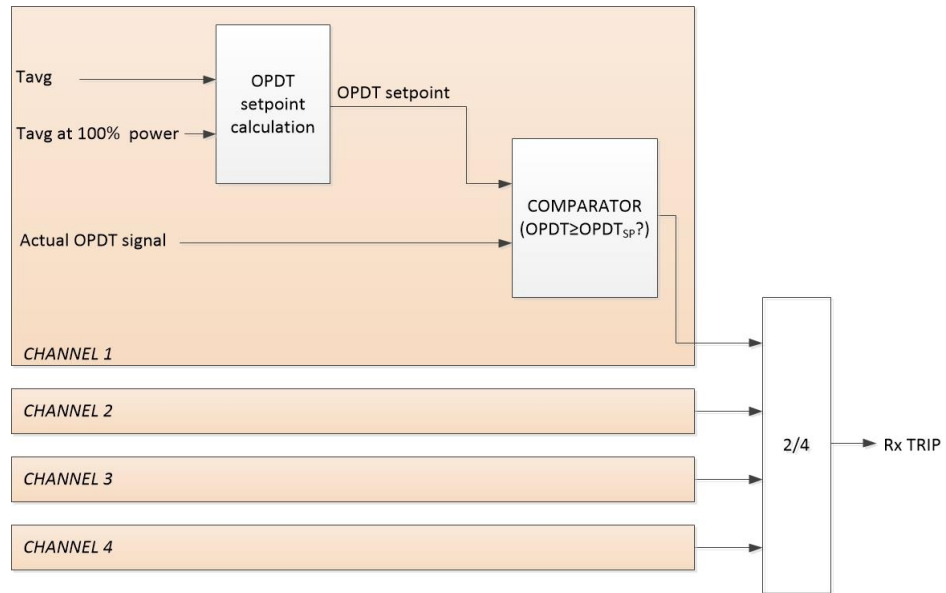 Tavg
OPDT
setpoint
calculation
OPDT setpoint
Tavg at 100% power
COMPARATOR
(OPDT≥OPDTSP?)
Actual OPDT signal
CHANNEL 1
CHANNEL 2
2/4
Rx TRIP
CHANNEL 3
CHANNEL 4